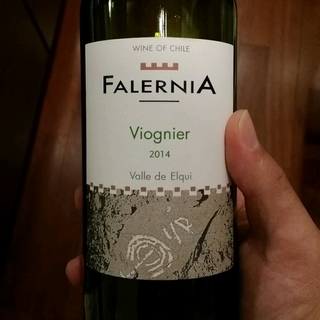 WINE OF CHILE
FALERNIA
Viognier
2014
Valle de Elqui